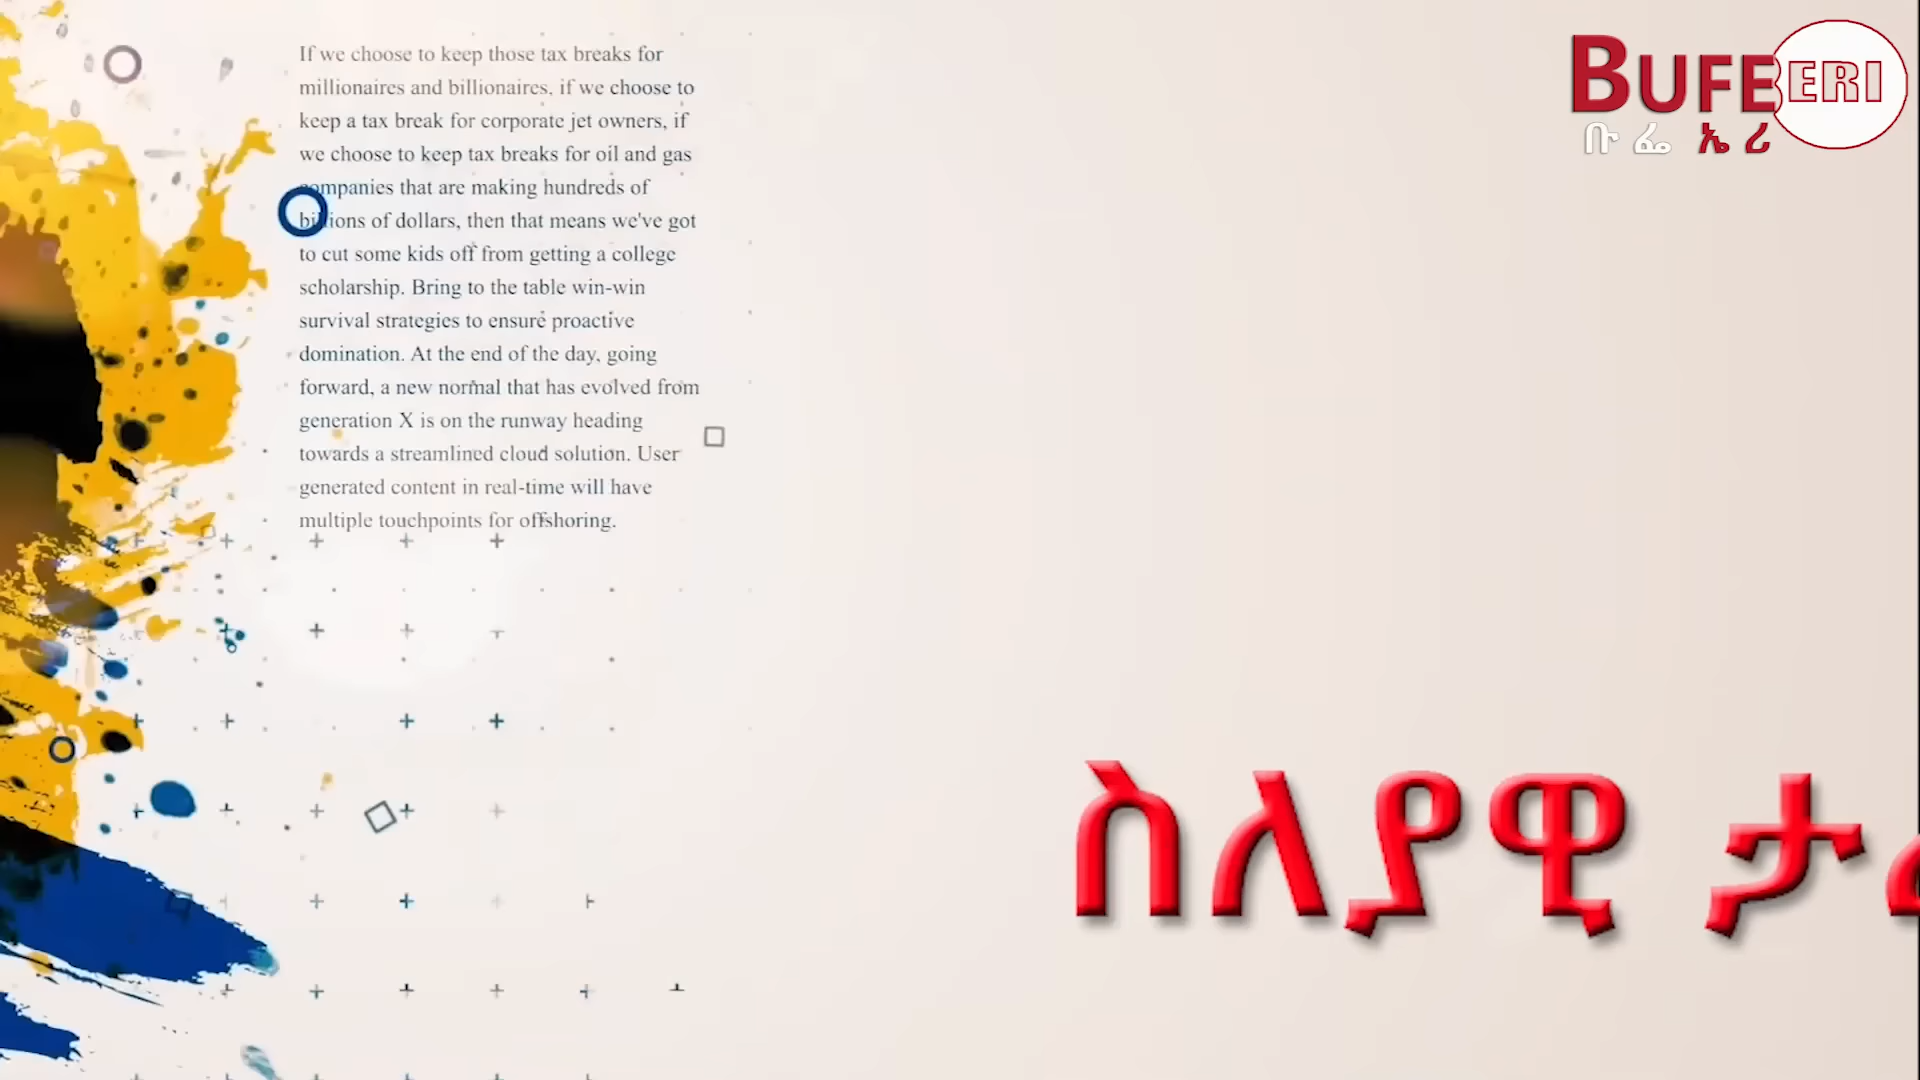 If we choose to keep those tax breaks for
millionaires and billionaires, if we choose to
keep a tax break for corporate jet owners, if
we choose to keep tax breaks for oil and gas
companies that are making hundreds of
billions of dollars, then that means we've got
to cut some kids off from getting a college
scholarship. Bring to the table win-win
survival strategies to ensure proactive
domination. At the end of the day, going
forward, a new normal that has evolved from
generation X is on the runway heading
towards a streamlined cloud solution. User
generated content in real-time will have
multiple touchpoints for offshoring.
BUFE ERI
ቡፌ ኤሪ
ስለያዊ